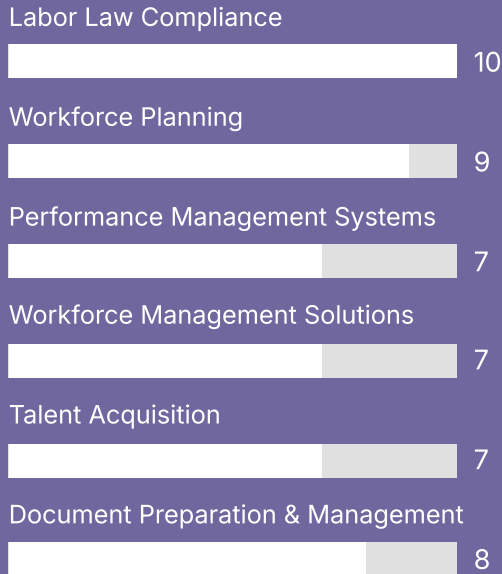 Labor Law Compliance
10
Workforce Planning
9
Performance Management Systems
7
Workforce Management Solutions
7
Talent Acquisition
7
Document Preparation & Management
8